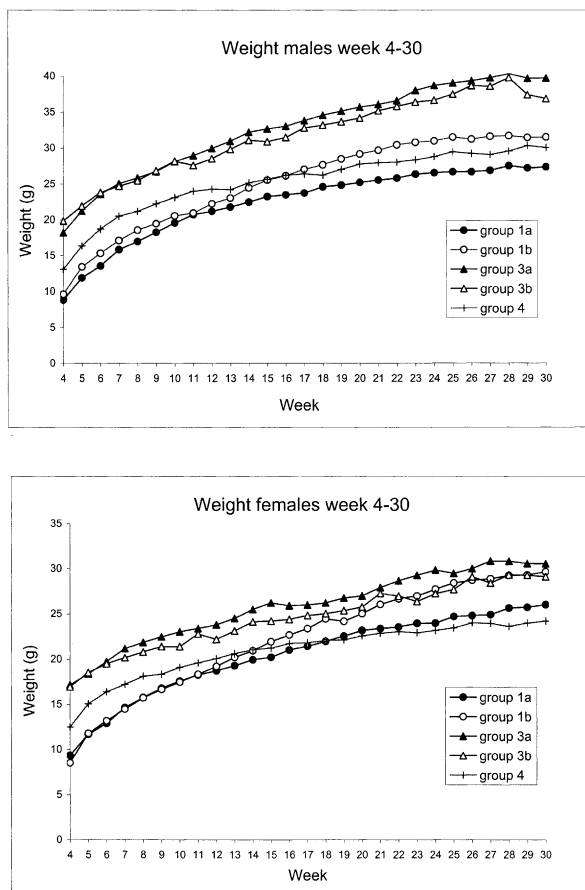 Weight males week 4-30
40
35
30
25
20
15
10
5
0
Weight (g)
4 5 6 7 8 9 10 11 12 13 14 15 16 17 18 19 20 21 22 23 24 25 26 27 28 29 30
Week
group 1a
group 1b
group 3a
group 3b
group 4
Weight females week 4-30
35
30
25
20
15
10
5
0
Weight (g)
4 5 6 7 8 9 10 11 12 13 14 15 16 17 18 19 20 21 22 23 24 25 26 27 28 29 30
Week
group 1a
group 1b
group 3a
group 3b
group 4